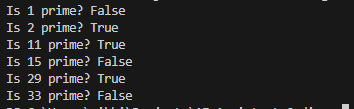 Is 1 prime? False
Is 2 prime? True
Is 11 prime? True
Is 15 prime? False
Is 29 prime? True
Is 33 prime? False